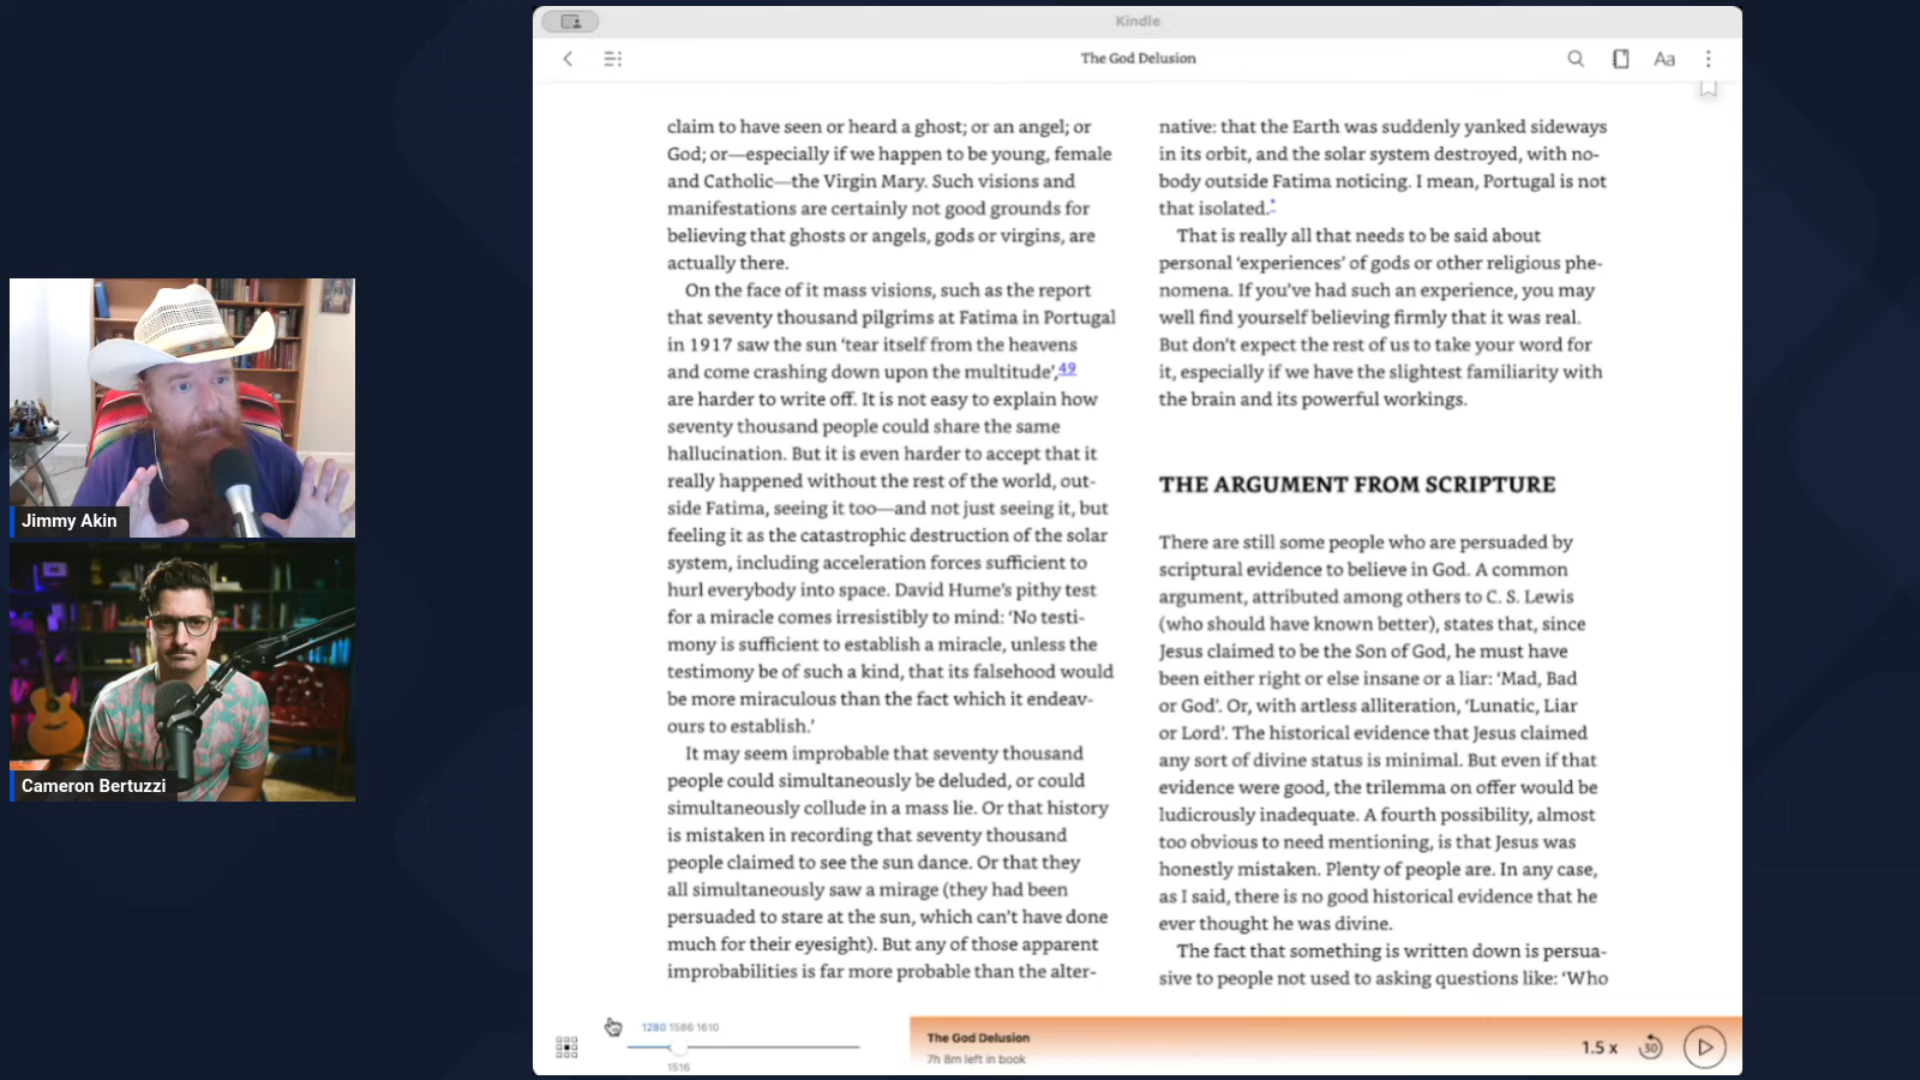 Kindle
The God Delusion
Aa
claim to have seen or heard a ghost; or an angel; or
God; or—especially if we happen to be young, female
and Catholic—the Virgin Mary. Such visions and
manifestations are certainly not good grounds for
believing that ghosts or angels, gods or virgins, are
actually there.
On the face of it mass visions, such as the report
that seventy thousand pilgrims at Fatima in Portugal
in 1917 saw the sun ‘tear itself from the heavens
and come crashing down upon the multitude’,49
are harder to write off. It is not easy to explain how
seventy thousand people could share the same
hallucination. But it is even harder to accept that it
really happened without the rest of the world, out-
side Fatima, seeing it too—and not just seeing it, but
feeling it as the catastrophic destruction of the solar
system, including acceleration forces sufficient to
hurl everybody into space. David Hume’s pithy test
for a miracle comes irresistibly to mind: ‘No testi-
mony is sufficient to establish a miracle, unless the
testimony be of such a kind, that its falsehood would
be more miraculous than the fact which it endeav-
ours to establish.’
It may seem improbable that seventy thousand
people could simultaneously be deluded, or could
simultaneously collude in a mass lie. Or that history
is mistaken in recording that seventy thousand
people claimed to see the sun dance. Or that they
all simultaneously saw a mirage (they had been
persuaded to stare at the sun, which can’t have done
much for their eyesight). But any of those apparent
improbabilities is far more probable than the alter-
native: that the Earth was suddenly yanked sideways
in its orbit, and the solar system destroyed, with no-
body outside Fatima noticing. I mean, Portugal is not
that isolated.*
That is really all that needs to be said about
personal ‘experiences’ of gods or other religious phe-
nomena. If you’ve had such an experience, you may
well find yourself believing firmly that it was real.
But don’t expect the rest of us to take your word for
it, especially if we have the slightest familiarity with
the brain and its powerful workings.
THE ARGUMENT FROM SCRIPTURE
There are still some people who are persuaded by
scriptural evidence to believe in God. A common
argument, attributed among others to C. S. Lewis
(who should have known better), states that, since
Jesus claimed to be the Son of God, he must have
been either right or else insane or a liar: ‘Mad, Bad
or God’. Or, with artless alliteration, ‘Lunatic, Liar
or Lord’. The historical evidence that Jesus claimed
any sort of divine status is minimal. But even if that
evidence were good, the trilemma on offer would be
ludicrously inadequate. A fourth possibility, almost
too obvious to need mentioning, is that Jesus was
honestly mistaken. Plenty of people are. In any case,
as I said, there is no good historical evidence that he
ever thought he was divine.
The fact that something is written down is persua-
sive to people not used to asking questions like: ‘Who
Jimmy Akin
Cameron Bertuzzi
1280 1586 1610
1516
The God Delusion
7h 8m left in book
1.5 x
30